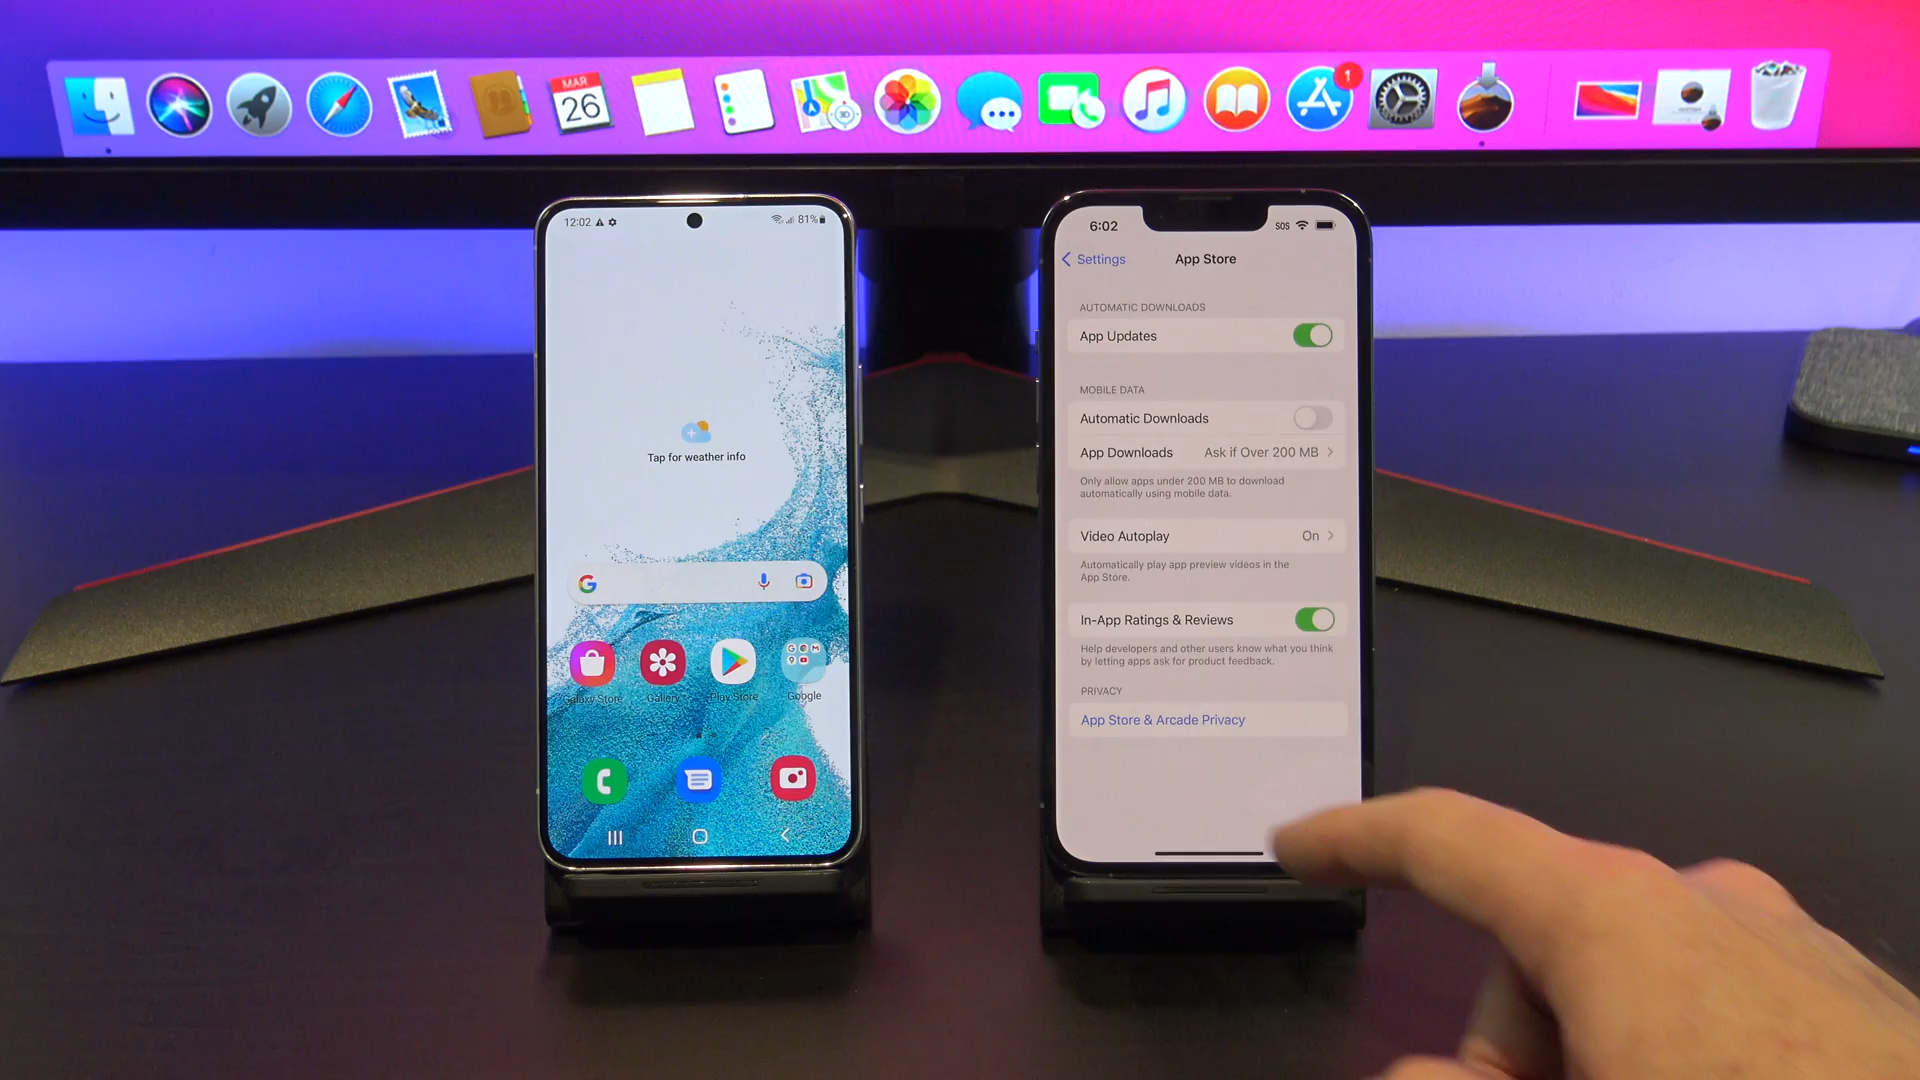 MAR
26
3D
1
12:02
81%
Tap for weather info
G
Galaxy Store
Gallery
Play Store
Google
6:02
SOS
Settings
App Store
AUTOMATIC DOWNLOADS
App Updates
MOBILE DATA
Automatic Downloads
App Downloads
Ask if Over 200 MB
Only allow apps under 200 MB to download
automatically using mobile data.
Video Autoplay
On
Automatically play app preview videos in the
App Store.
In-App Ratings & Reviews
Help developers and other users know what you think
by letting apps ask for product feedback.
PRIVACY
App Store & Arcade Privacy